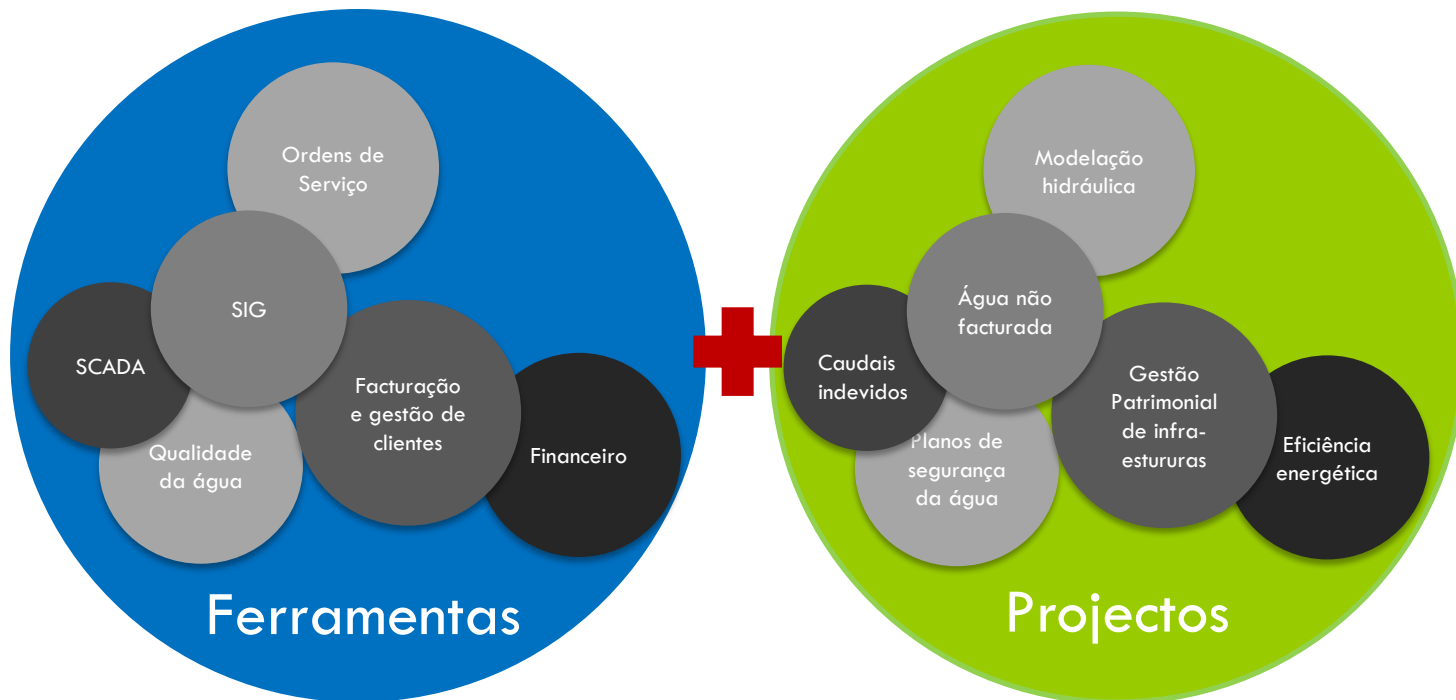 Ordens de
Serviço
SIG
SCADA
Facturação
e gestão de
clientes
Qualidade
da água
Financeiro
Ferramentas
Modelação
hidráulica
Água não
facturada
Caudais
indevidos
Gestão
Patrimonial
de infra-
estururas
Planos de
segurança
da água
Eficiência
energética
Projectos